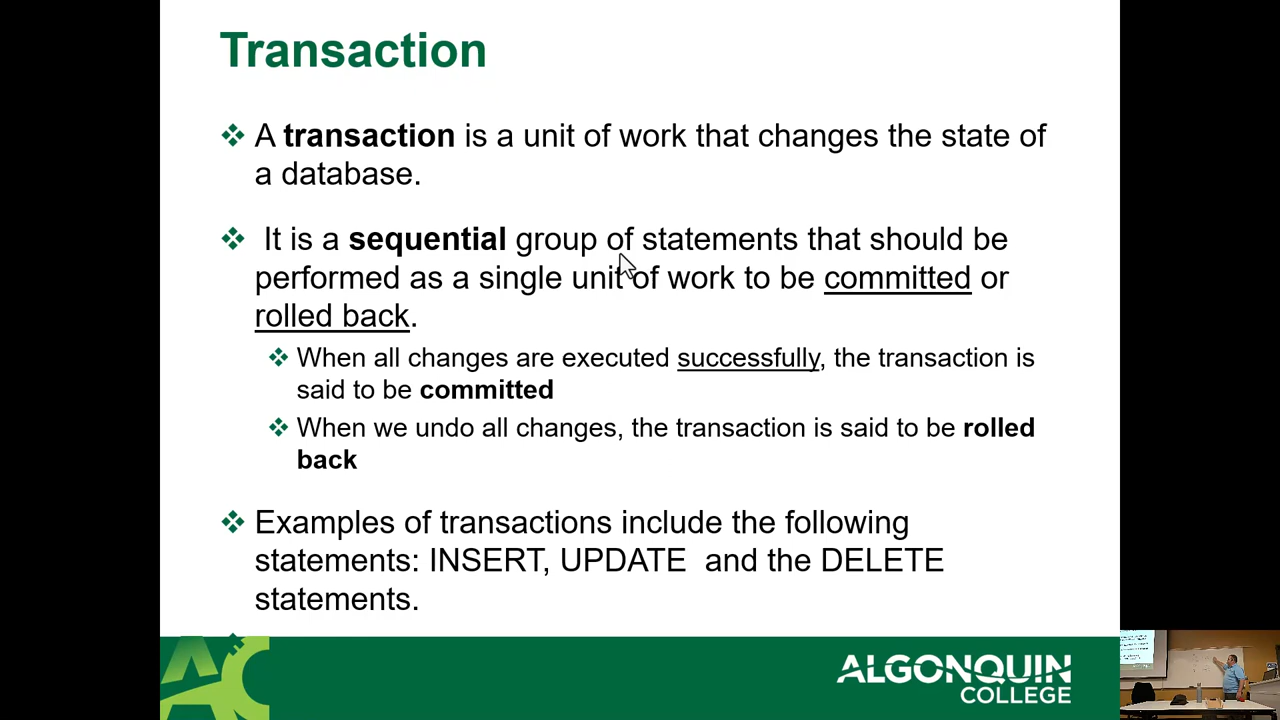 Transaction
A transaction is a unit of work that changes the state of
a database.
It is a sequential group of statements that should be
performed as a single unit of work to be committed or
rolled back.
When all changes are executed successfully, the transaction is
said to be committed
When we undo all changes, the transaction is said to be rolled
back
Examples of transactions include the following
statements: INSERT, UPDATE  and the DELETE
statements.
AC
ALGONQUIN
COLLEGE